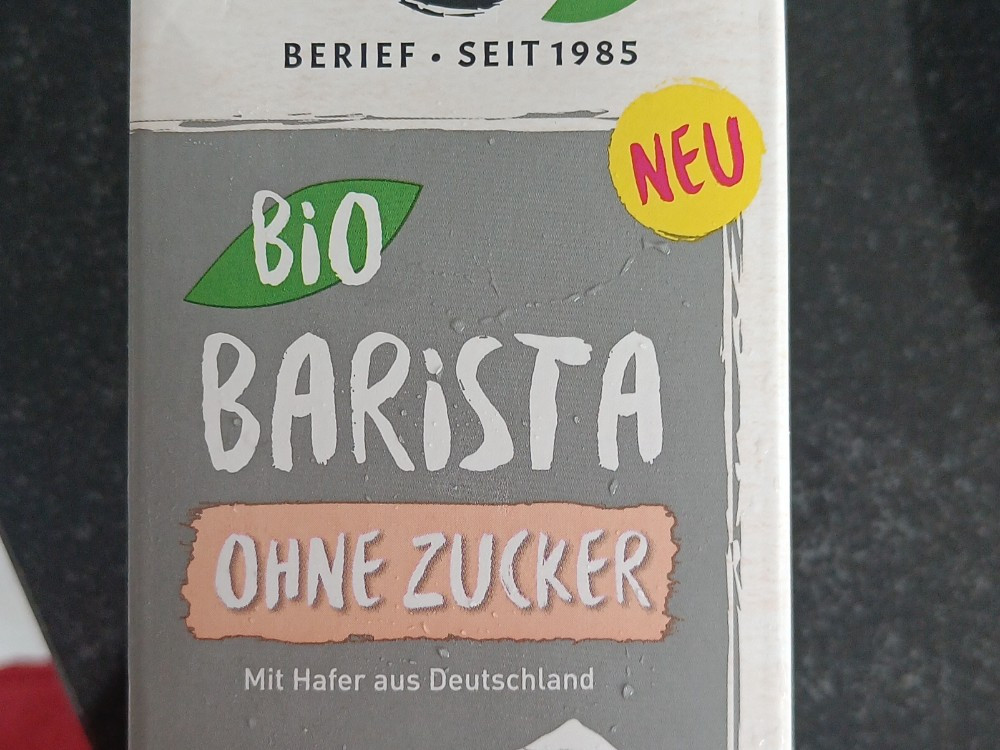 BERIEF • SEIT 1985
NEU
BiO
BARiSTA
OHNE ZUCKER
Mit Hafer aus Deutschland